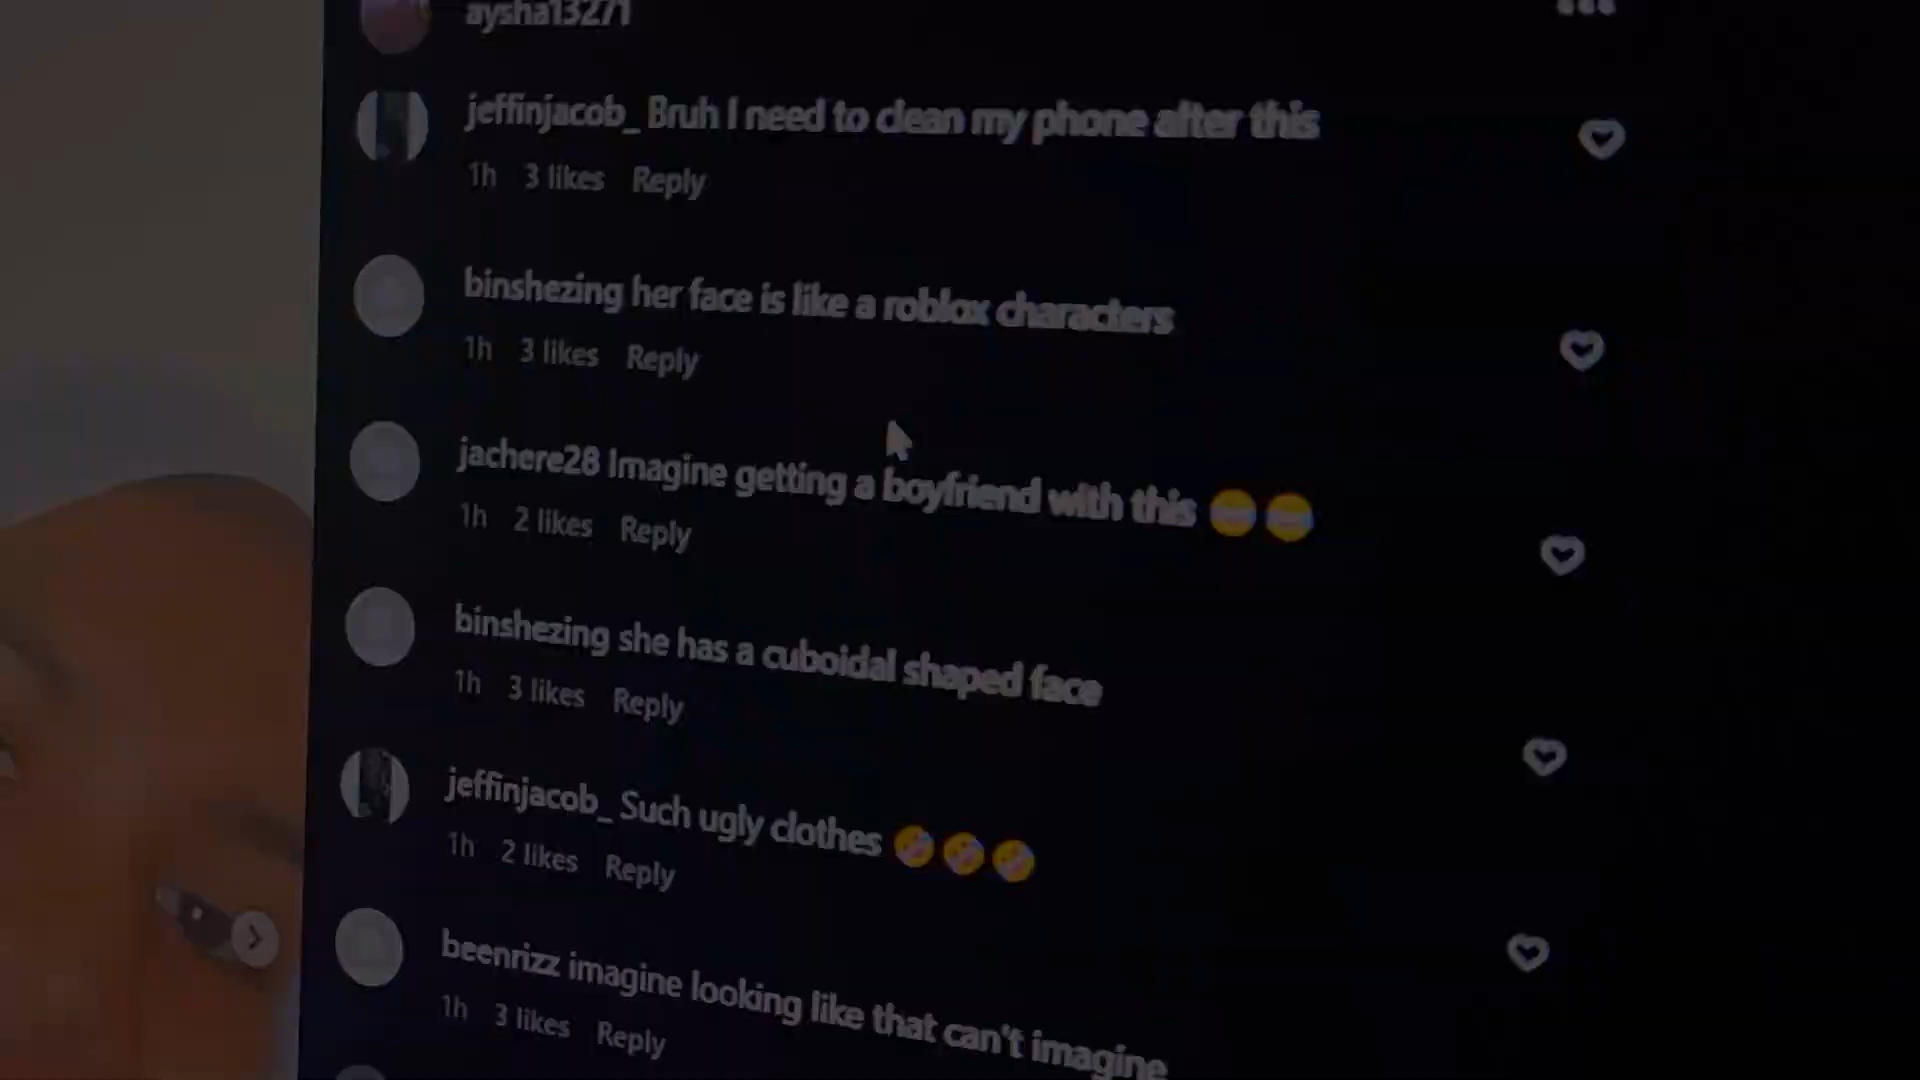 aysha13271
jeffinjacob_ Bruh I need to clean my phone after this
1h 3 likes Reply
binshezing her face is like a roblox characters
1h 3 likes Reply
jachere28 Imagine getting a boyfriend with this
1h 2 likes Reply
binshezing she has a cuboidal shaped face
1h 3 likes Reply
jeffinjacob_ Such ugly clothes 🤣🤣🤣
1h 2 likes Reply
beenrizz imagine looking like that can't imagine
1h 3 likes Reply